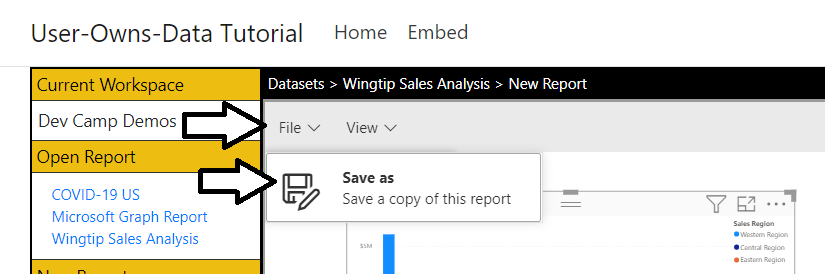 User-Owns-Data Tutorial Home Embed
Current Workspace
Datasets > Wingtip Sales Analysis > New Report
Dev Camp Demos
File View
Open Report
Save as
Save a copy of this report
COVID-19 US
Microsoft Graph Report
Wingtip Sales Analysis
Sales Region
Western Region
Central Region
Eastern Region
$5M